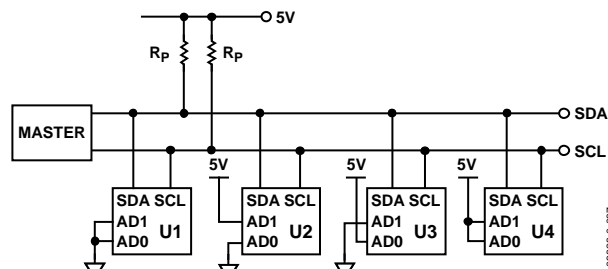 5V
RP RP
SDA
MASTER
SCL
5V 5V 5V
SDA SCL SDA SCL SDA SCL SDA SCL
AD1 U1 AD1 U2 AD1 U3 AD1 U4
AD0 AD0 AD0 AD0